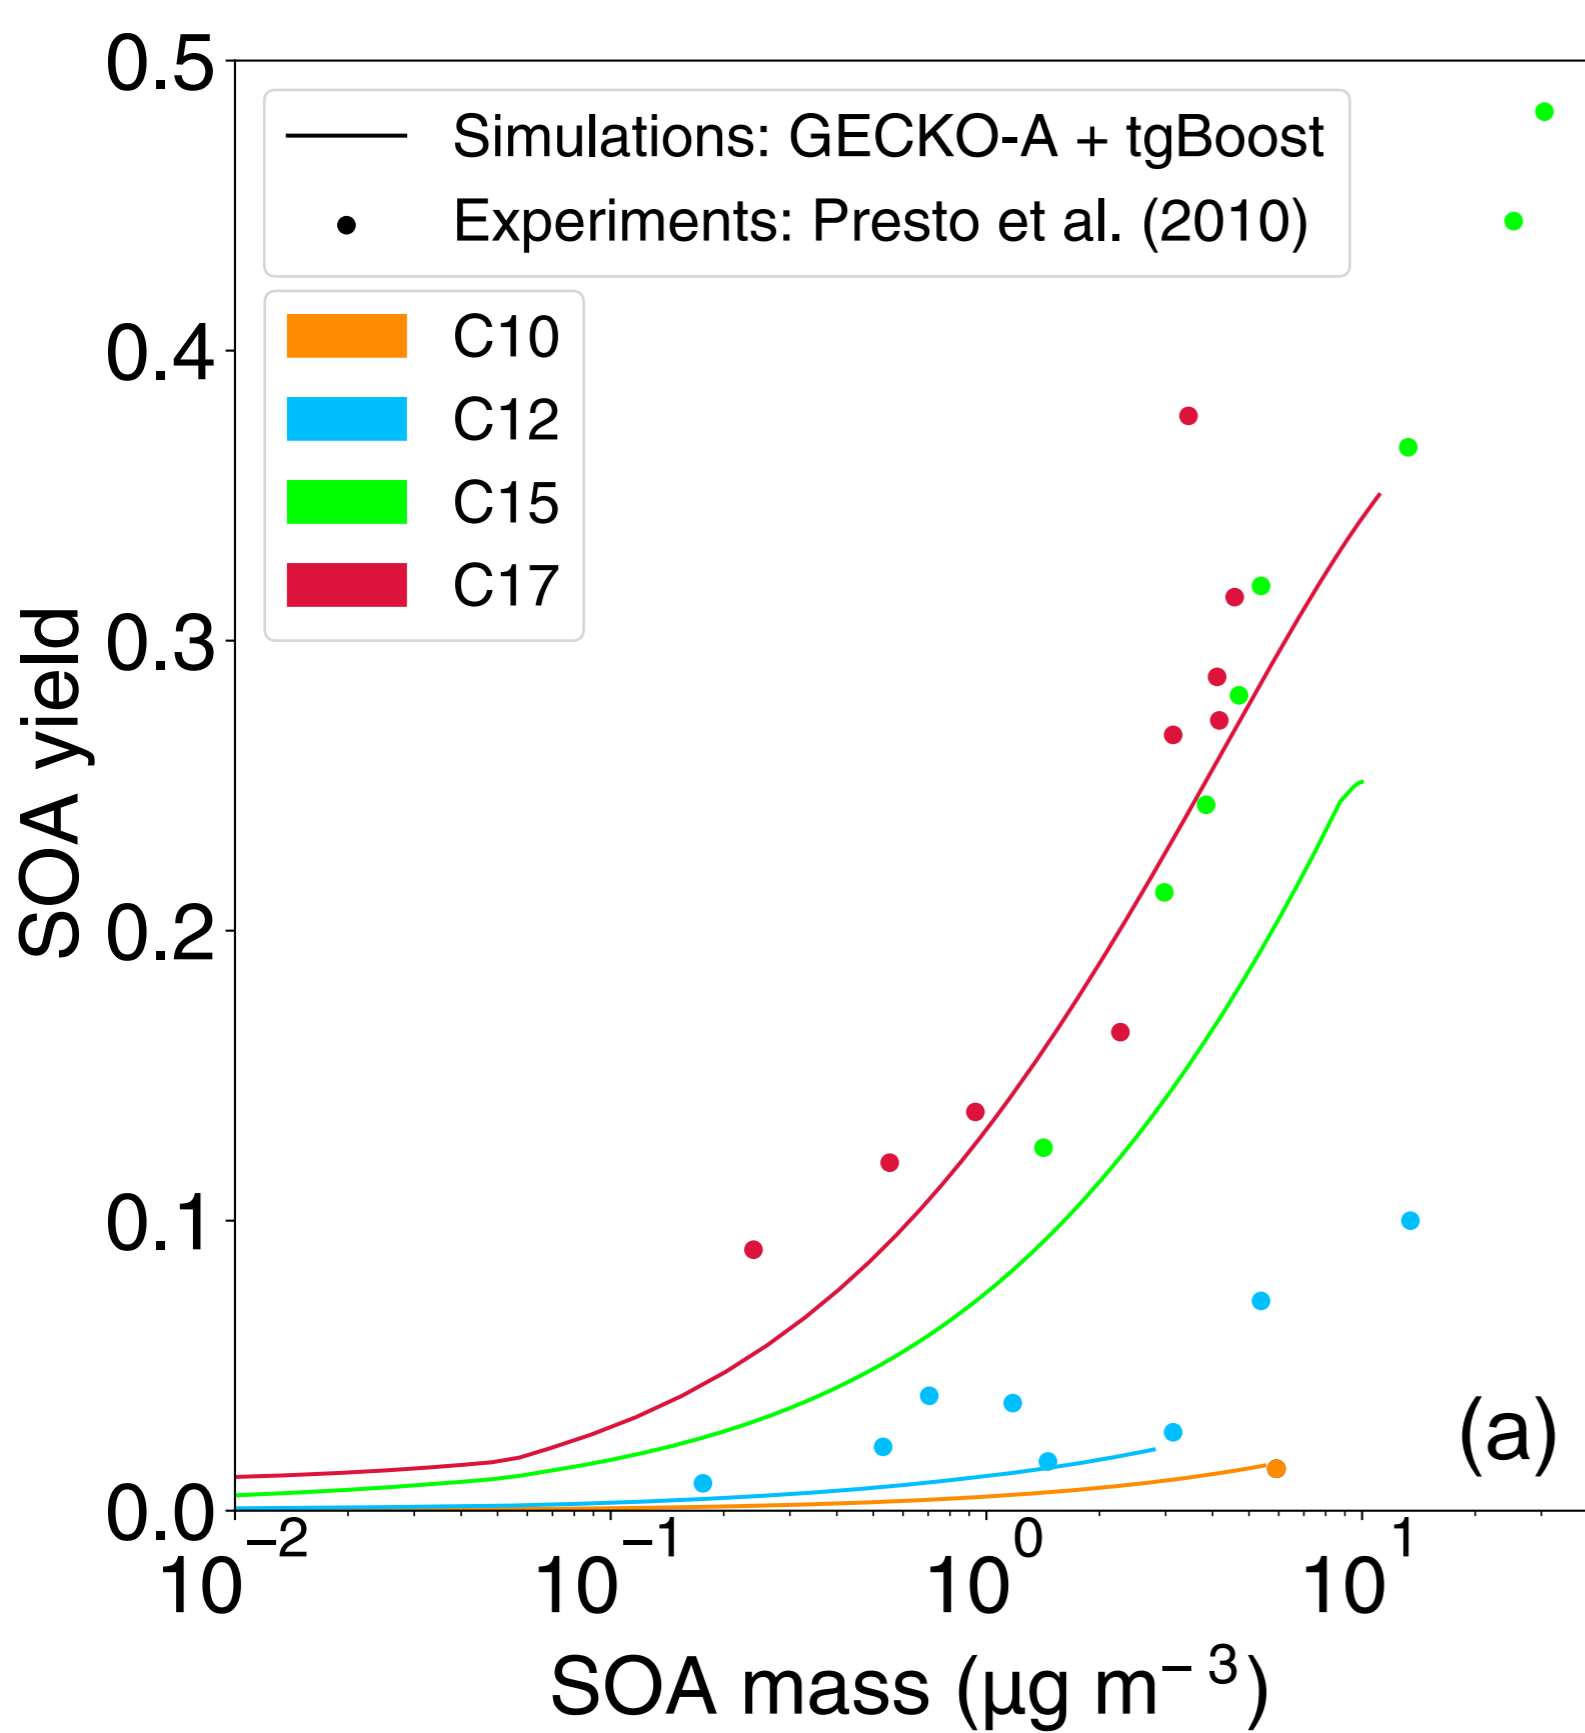 0.5
0.4
0.3
0.2
0.1
0.0
SOA yield
Simulations: GECKO-A + tgBoost
Experiments: Presto et al. (2010)
C10
C12
C15
C17
(a)
10⁻² 10⁻¹ 10⁰ 10¹
SOA mass (µg m⁻³)